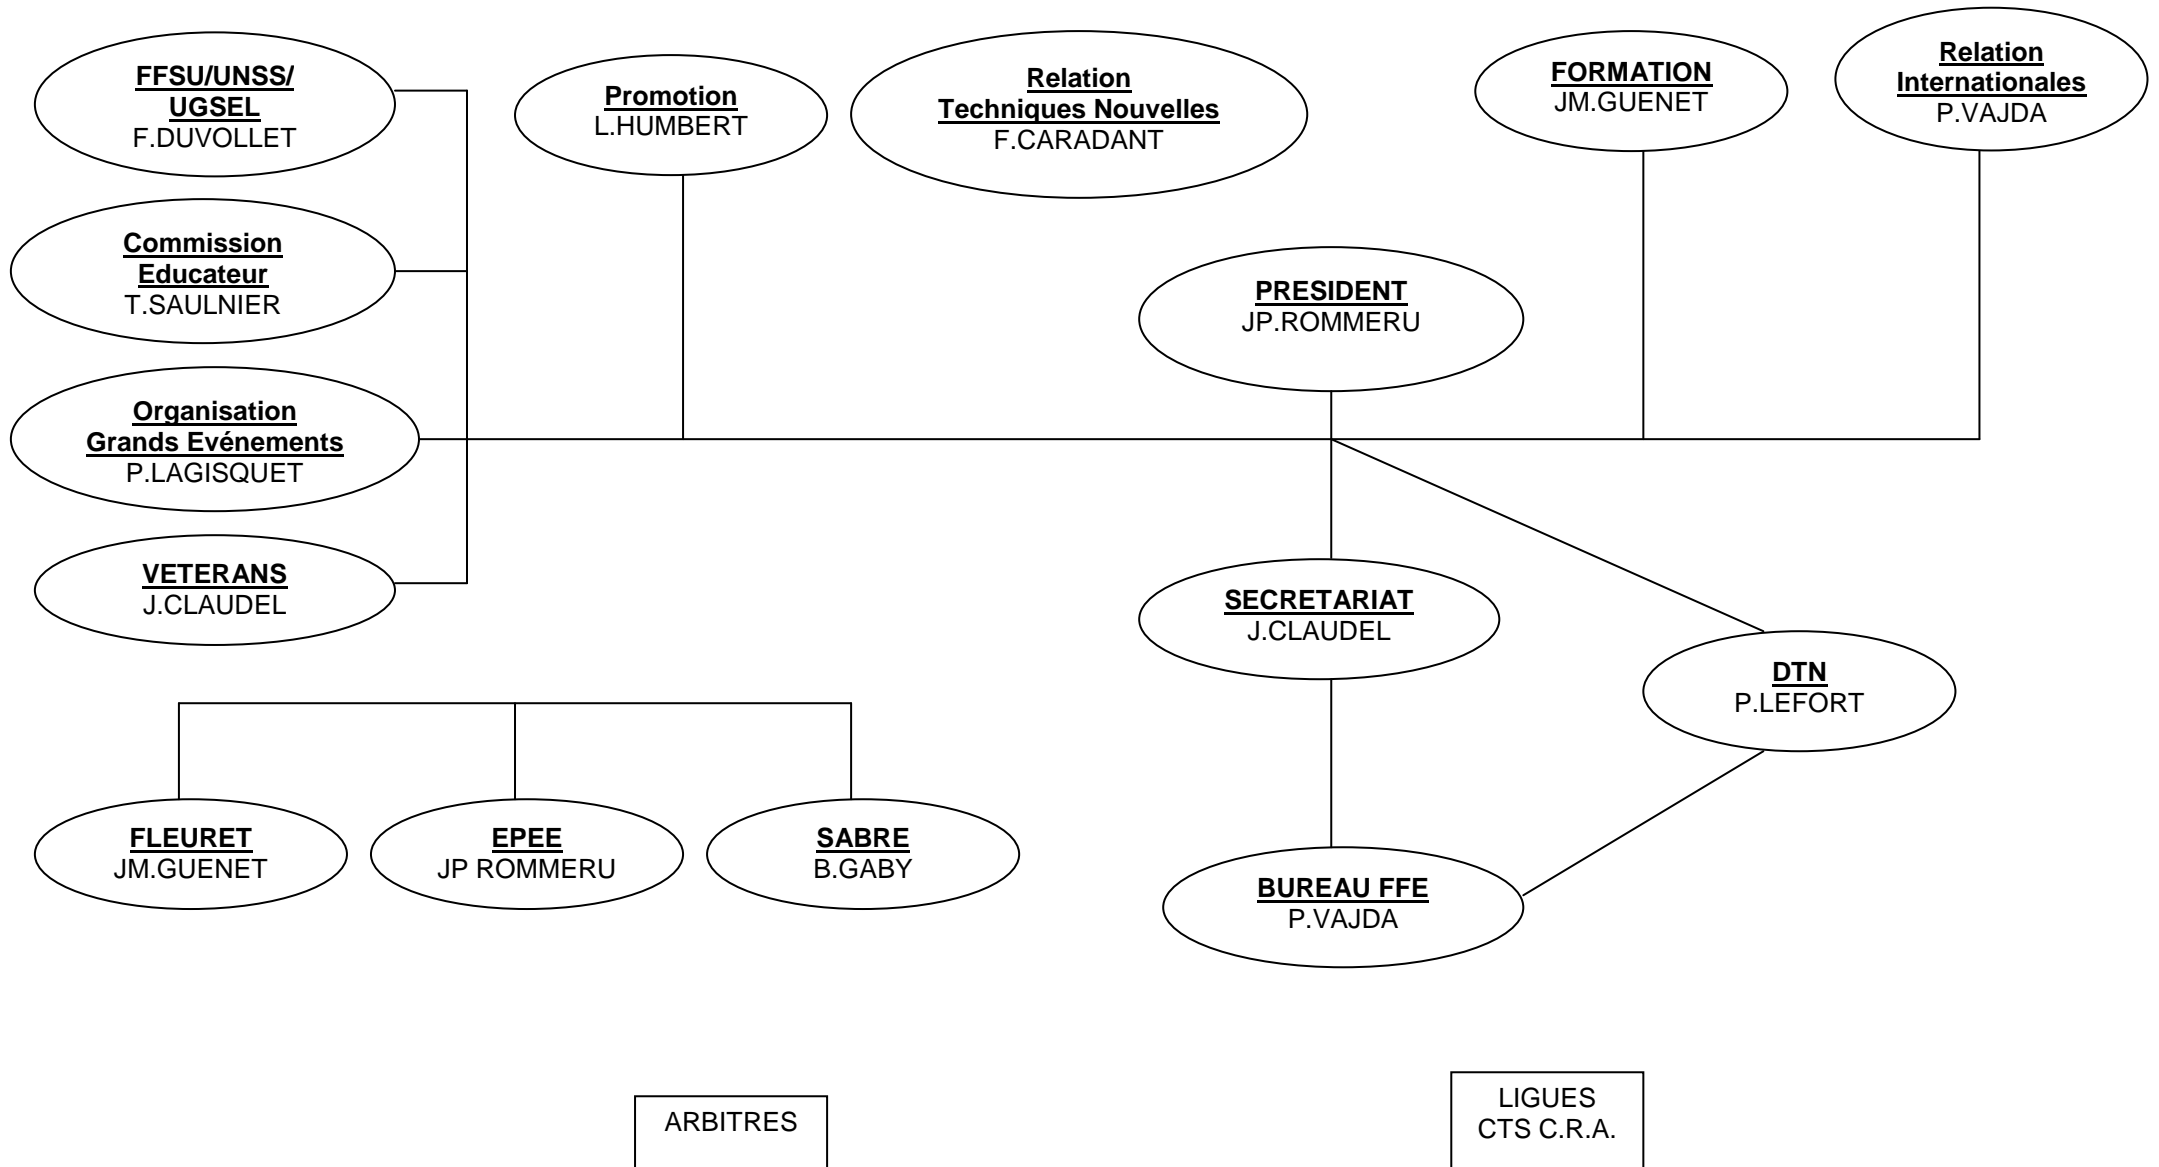 FFSU/UNSS/
UGSEL
F.DUVOLLET
Promotion
L.HUMBERT
Relation
Techniques Nouvelles
F.CARADANT
FORMATION
JM.GUENET
Relation
Internationales
P.VAJDA
Commission
Educateur
T.SAULNIER
PRESIDENT
JP.ROMMERU
Organisation
Grands Evénements
P.LAGISQUET
VETERANS
J.CLAUDEL
SECRETARIAT
J.CLAUDEL
DTN
P.LEFORT
FLEURET
JM.GUENET
EPEE
JP ROMMERU
SABRE
B.GABY
BUREAU FFE
P.VAJDA
ARBITRES
LIGUES
CTS C.R.A.